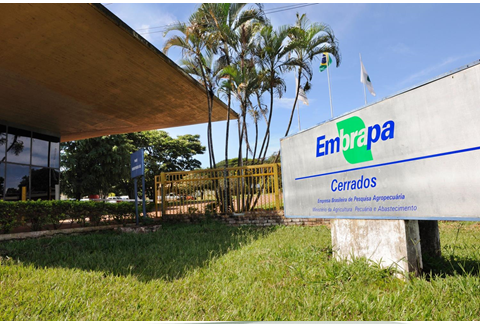 Embrapa
Cerrados
Empresa Brasileira de Pesquisa Agropecuária
Ministério da Agricultura, Pecuária e Abastecimento